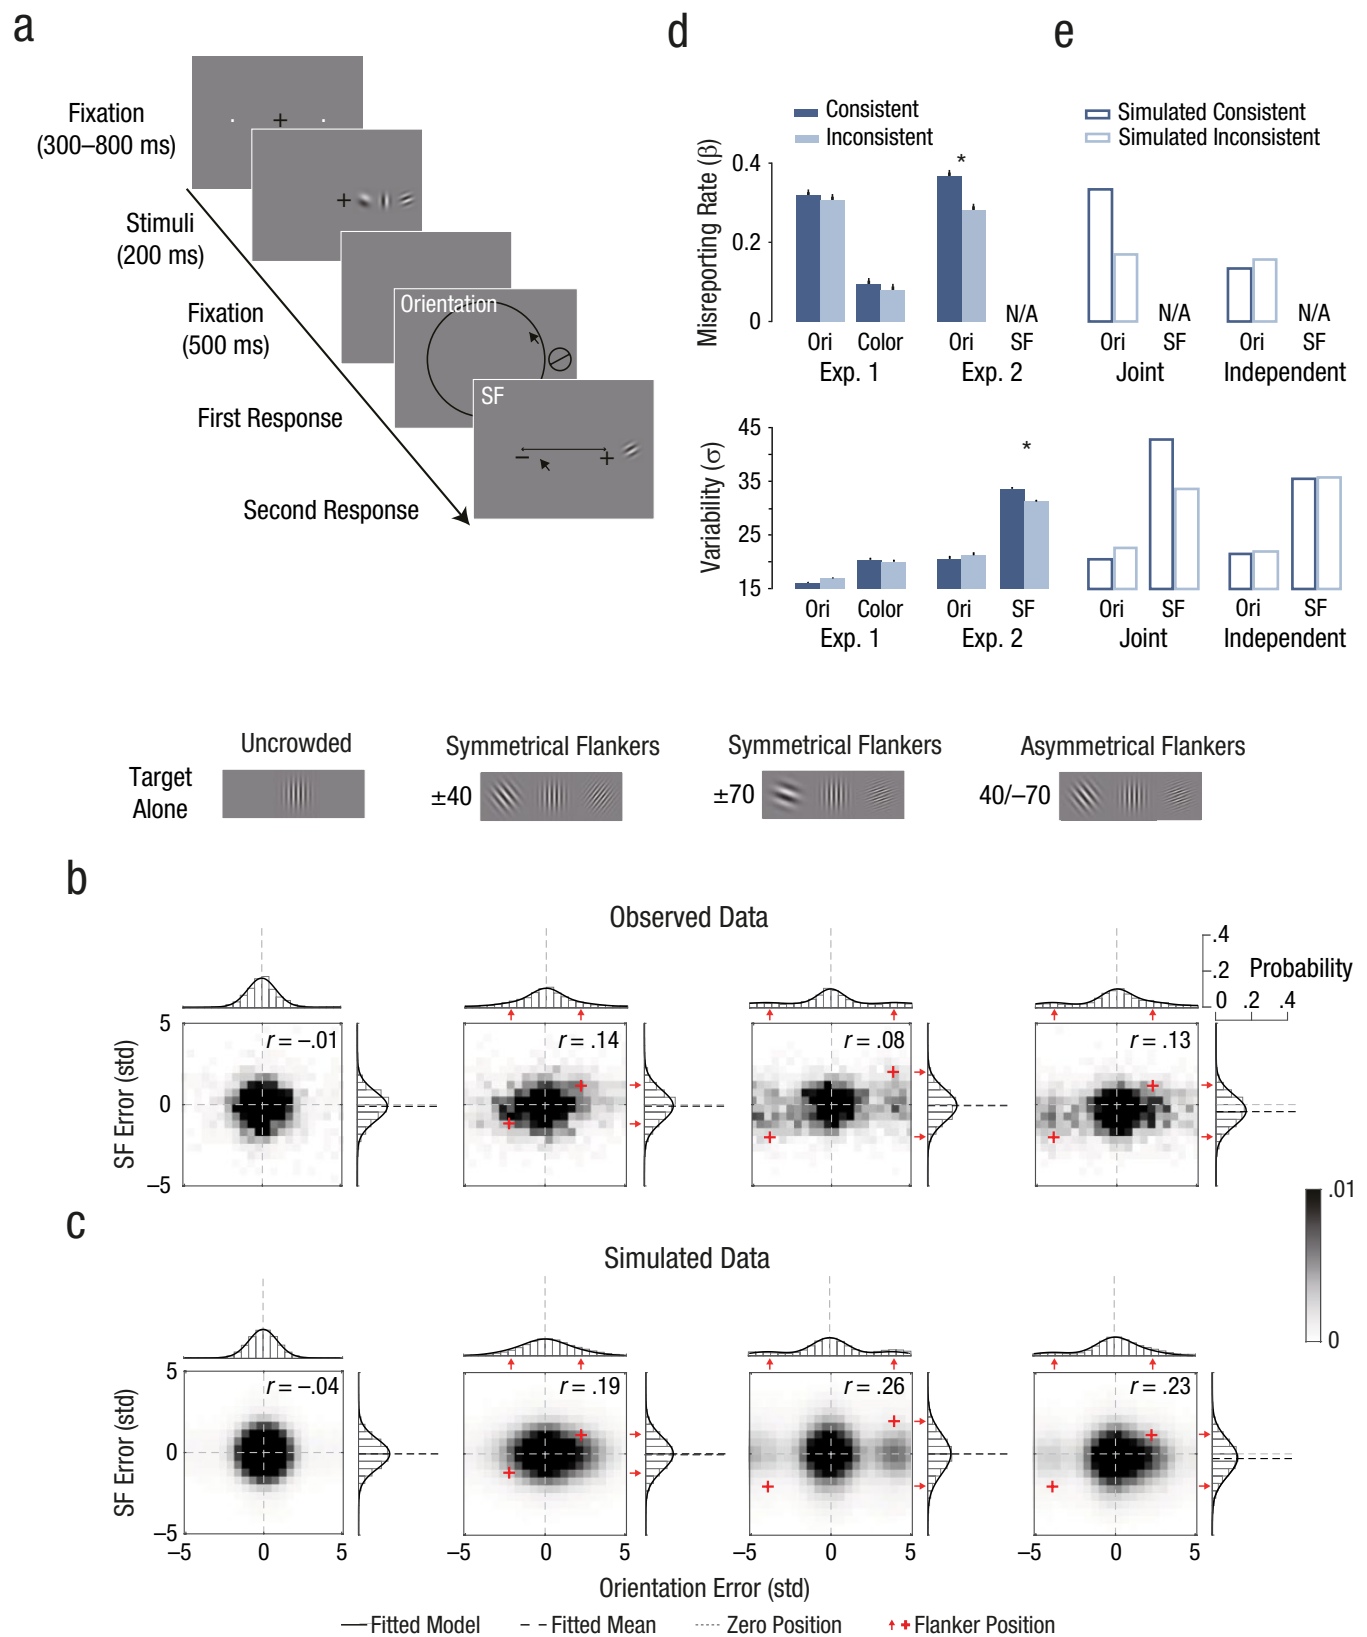 a
Fixation
(300–800 ms)
+
Stimuli
(200 ms)
+
Fixation
(500 ms)
Orientation
First Response
SF
− +
Second Response
d
Consistent
Inconsistent
Misreporting Rate (β)
0.4
0.2
0
*
N/A
Ori Color Ori SF
Exp. 1 Exp. 2
Variability (σ)
45
35
25
15
*
Ori Color Ori SF
Exp. 1 Exp. 2
e
Simulated Consistent
Simulated Inconsistent
N/A N/A
Ori SF Ori SF
Joint Independent
Ori SF Ori SF
Joint Independent
Uncrowded Symmetrical Flankers Symmetrical Flankers Asymmetrical Flankers
Target
Alone
±40 ±70 40/–70
b
Observed Data
.4
.2 Probability
0 .2 .4
5
0
–5
SF Error (std)
r = –.01 r = .14 r = .08 r = .13
.01
0
c
Simulated Data
5
0
–5
SF Error (std)
r = –.04 r = .19 r = .26 r = .23
–5 0 5 –5 0 5 –5 0 5 –5 0 5
Orientation Error (std)
Fitted Model Fitted Mean Zero Position Flanker Position